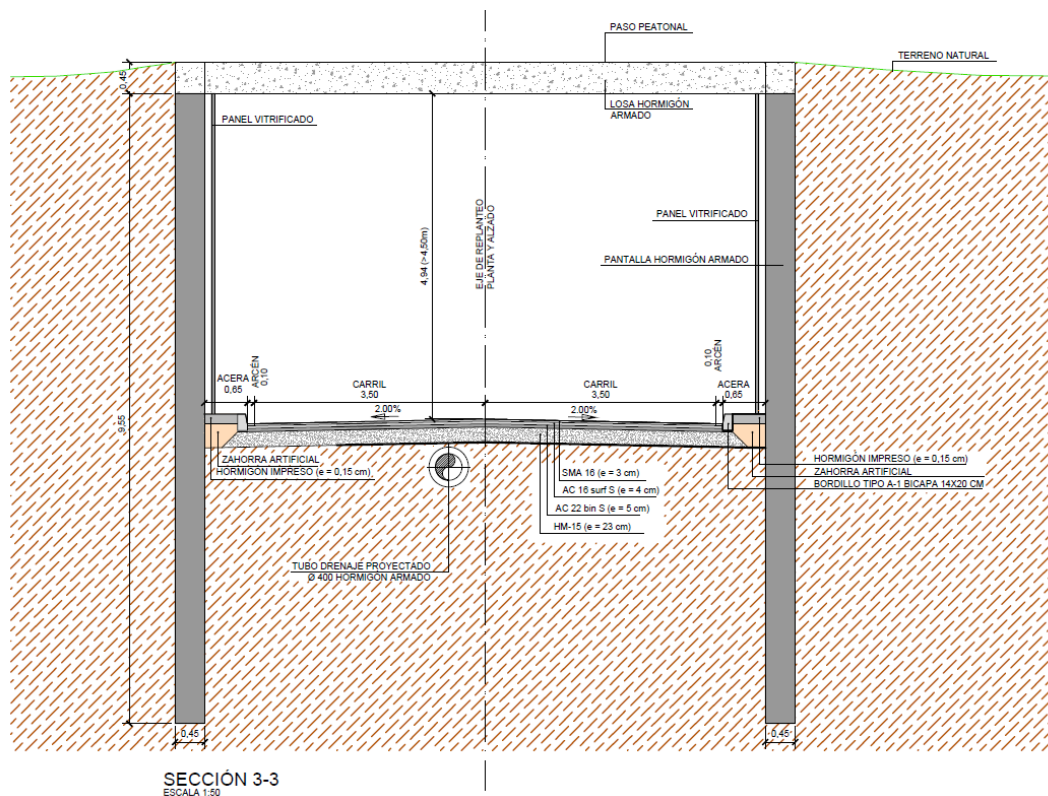 PASO PEATONAL
TERRENO NATURAL
0,45
LOSA HORMIGÓN
ARMADO
PANEL VITRIFICADO
PANEL VITRIFICADO
EJE DE REPLANTEO
PLANTA Y ALZADO
4,94 (>4,50m)
PANTALLA HORMIGÓN ARMADO
9,55
ACERA
0,65
ARCÉN
0,10
CARRIL
3,50
CARRIL
3,50
0,10
ARCÉN
ACERA
0,65
2.00%
2.00%
ZAHORRA ARTIFICIAL
HORMIGÓN IMPRESO (e = 0,15 cm)
HORMIGÓN IMPRESO (e = 0,15 cm)
ZAHORRA ARTIFICIAL
BORDILLO TIPO A-1 BICAPA 14X20 CM
SMA 16 (e = 3 cm)
AC 16 surf S (e = 4 cm)
AC 22 bin S (e = 5 cm)
HM-15 (e = 23 cm)
TUBO DRENAJE PROYECTADO
Ø 400 HORMIGÓN ARMADO
0,45
0,45
SECCIÓN 3-3
ESCALA 1:50